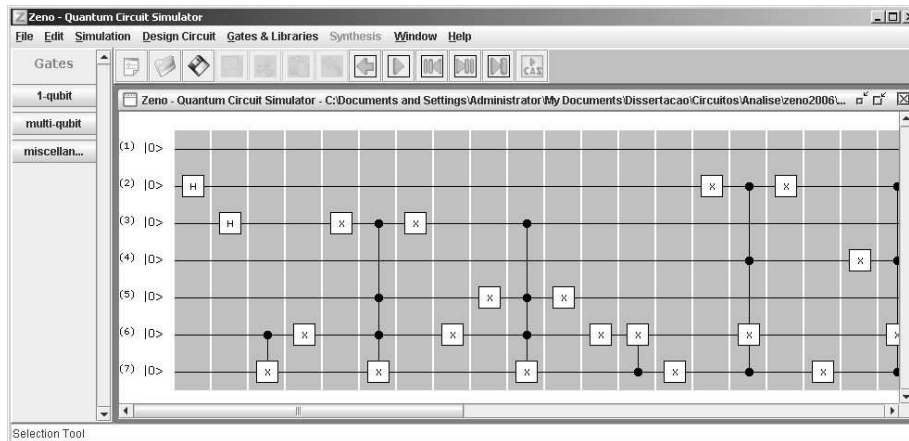 Zeno - Quantum Circuit Simulator
File Edit Simulation Design Circuit Gates & Libraries Synthesis Window Help
Gates
CAS
1-qubit
multi-qubit
miscellan...
Zeno - Quantum Circuit Simulator - C:\Documents and Settings\Administrator\My Documents\Dissertacao\Circuitos\Analise\zeno2006\...
(1) |0>
(2) |0> H X X
(3) |0> H X X
(4) |0> X
(5) |0> X X
(6) |0> X X X X X X
(7) |0> X X X X X
Selection Tool